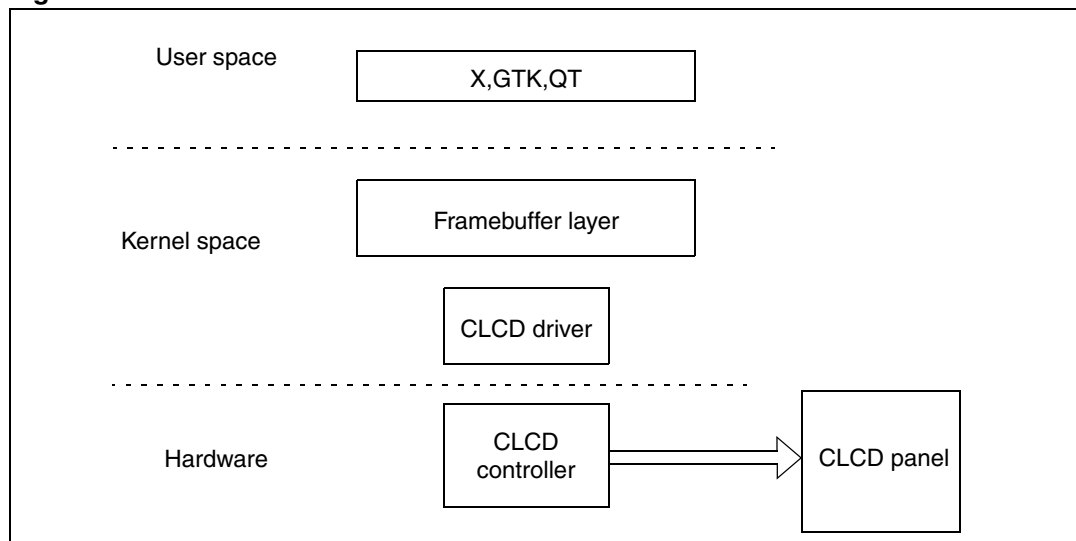 User space
X,GTK,QT
Framebuffer layer
Kernel space
CLCD driver
Hardware
CLCD
controller
CLCD panel